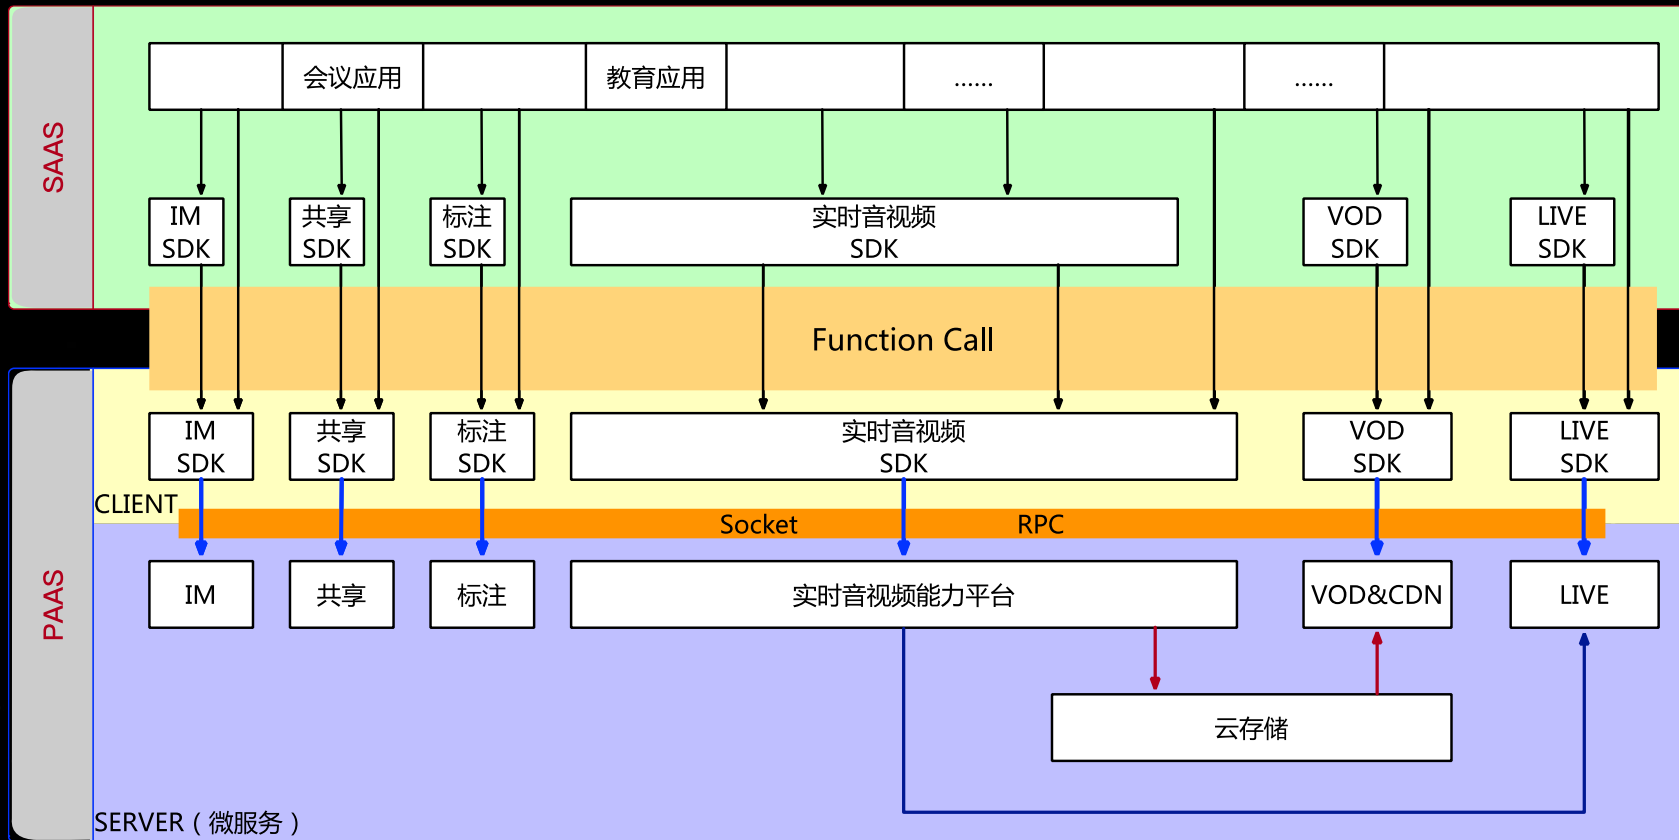 SAAS
会议应用
教育应用
......
......
IM
SDK
共享
SDK
标注
SDK
实时音视频
SDK
VOD
SDK
LIVE
SDK
Function Call
PAAS
IM
SDK
共享
SDK
标注
SDK
实时音视频
SDK
VOD
SDK
LIVE
SDK
CLIENT
Socket
RPC
IM
共享
标注
实时音视频能力平台
VOD&CDN
LIVE
云存储
SERVER（微服务）